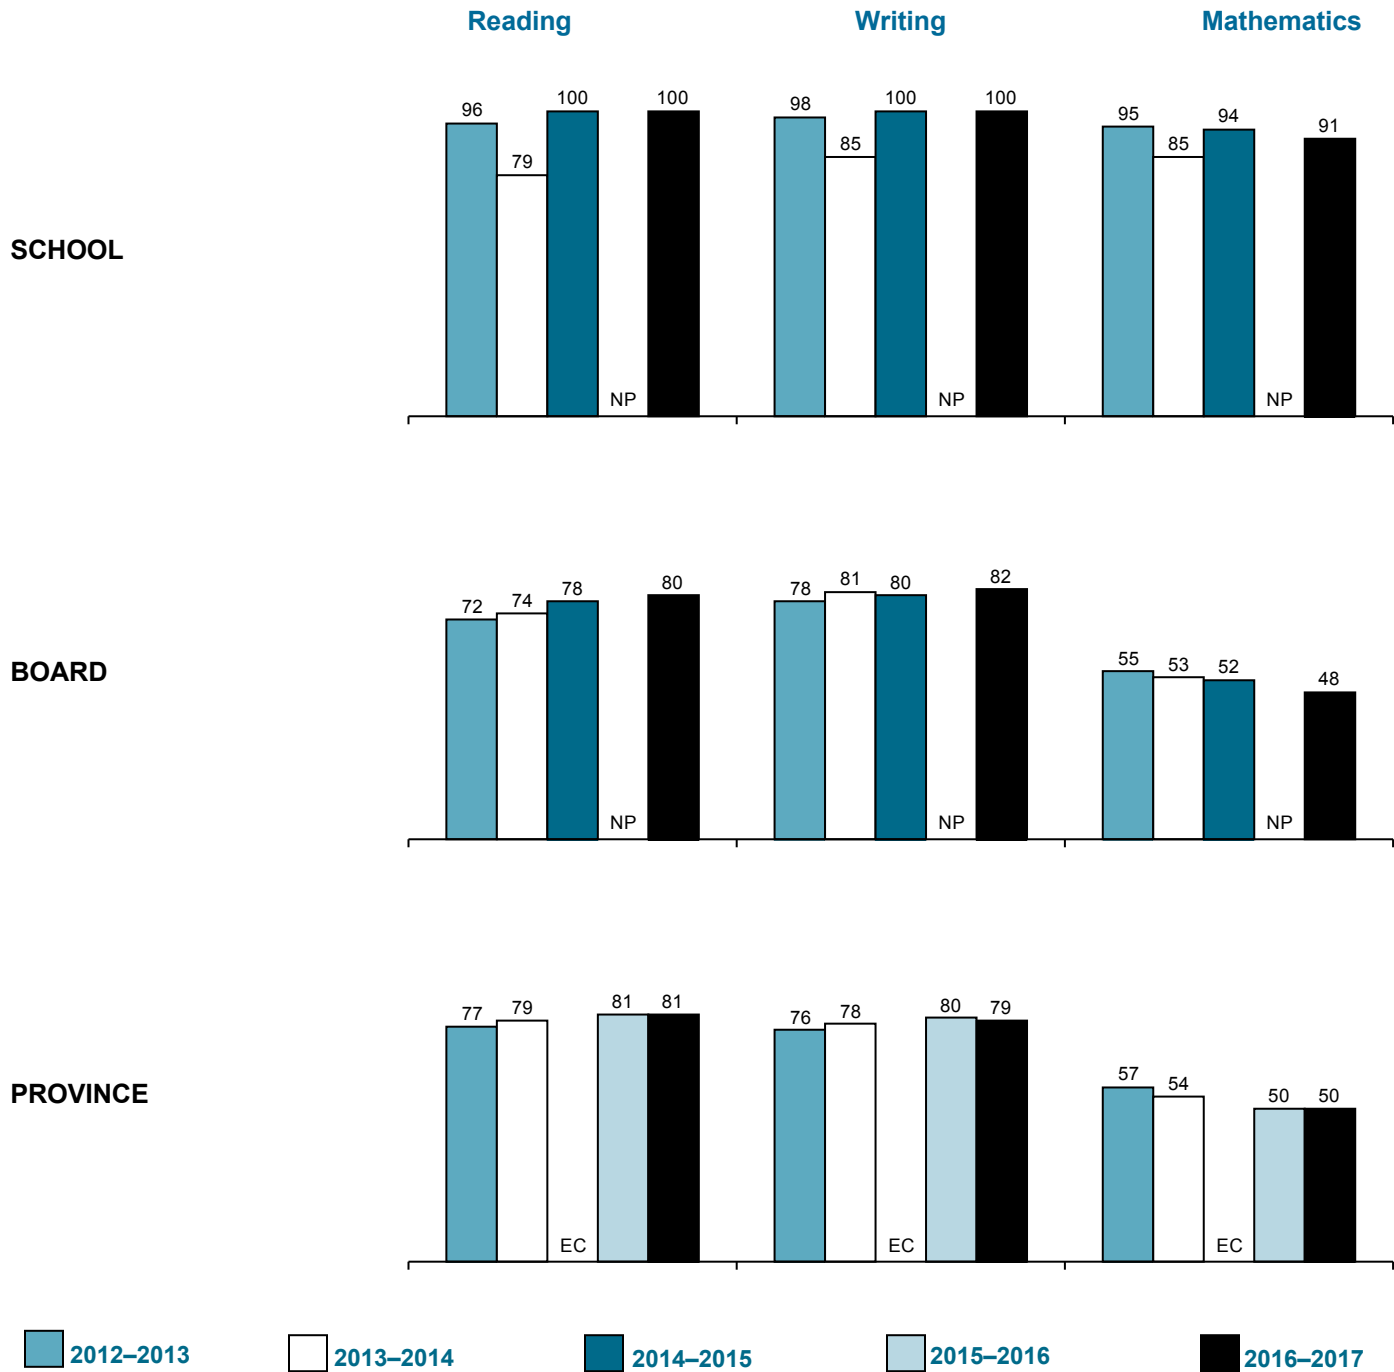 Reading Writing Mathematics
96 79 100 NP 100 98 85 100 NP 100 95 85 94 NP 91
SCHOOL
72 74 78 NP 80 78 81 80 NP 82 55 53 52 NP 48
BOARD
77 79 EC 81 81 76 78 EC 80 79 57 54 EC 50 50
PROVINCE
2012–2013 2013–2014 2014–2015 2015–2016 2016–2017